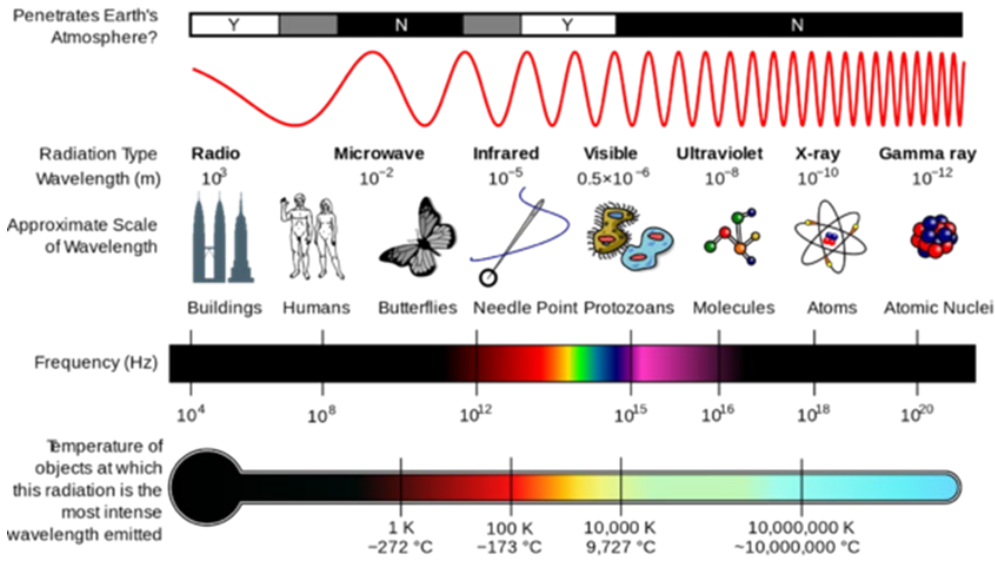 Penetrates Earth's
Atmosphere?
Y N Y N
Radiation Type
Radio Microwave Infrared Visible Ultraviolet X-ray Gamma ray
Wavelength (m)
10³ 10⁻² 10⁻⁵ 0.5×10⁻⁶ 10⁻⁸ 10⁻¹⁰ 10⁻¹²
Approximate Scale
of Wavelength
Buildings Humans Butterflies Needle Point Protozoans Molecules Atoms Atomic Nuclei
Frequency (Hz)
10⁴ 10⁸ 10¹² 10¹⁵ 10¹⁶ 10¹⁸ 10²⁰
Temperature of
objects at which
this radiation is the
most intense
wavelength emitted
1 K 100 K 10,000 K 10,000,000 K
−272 °C −173 °C 9,727 °C ~10,000,000 °C